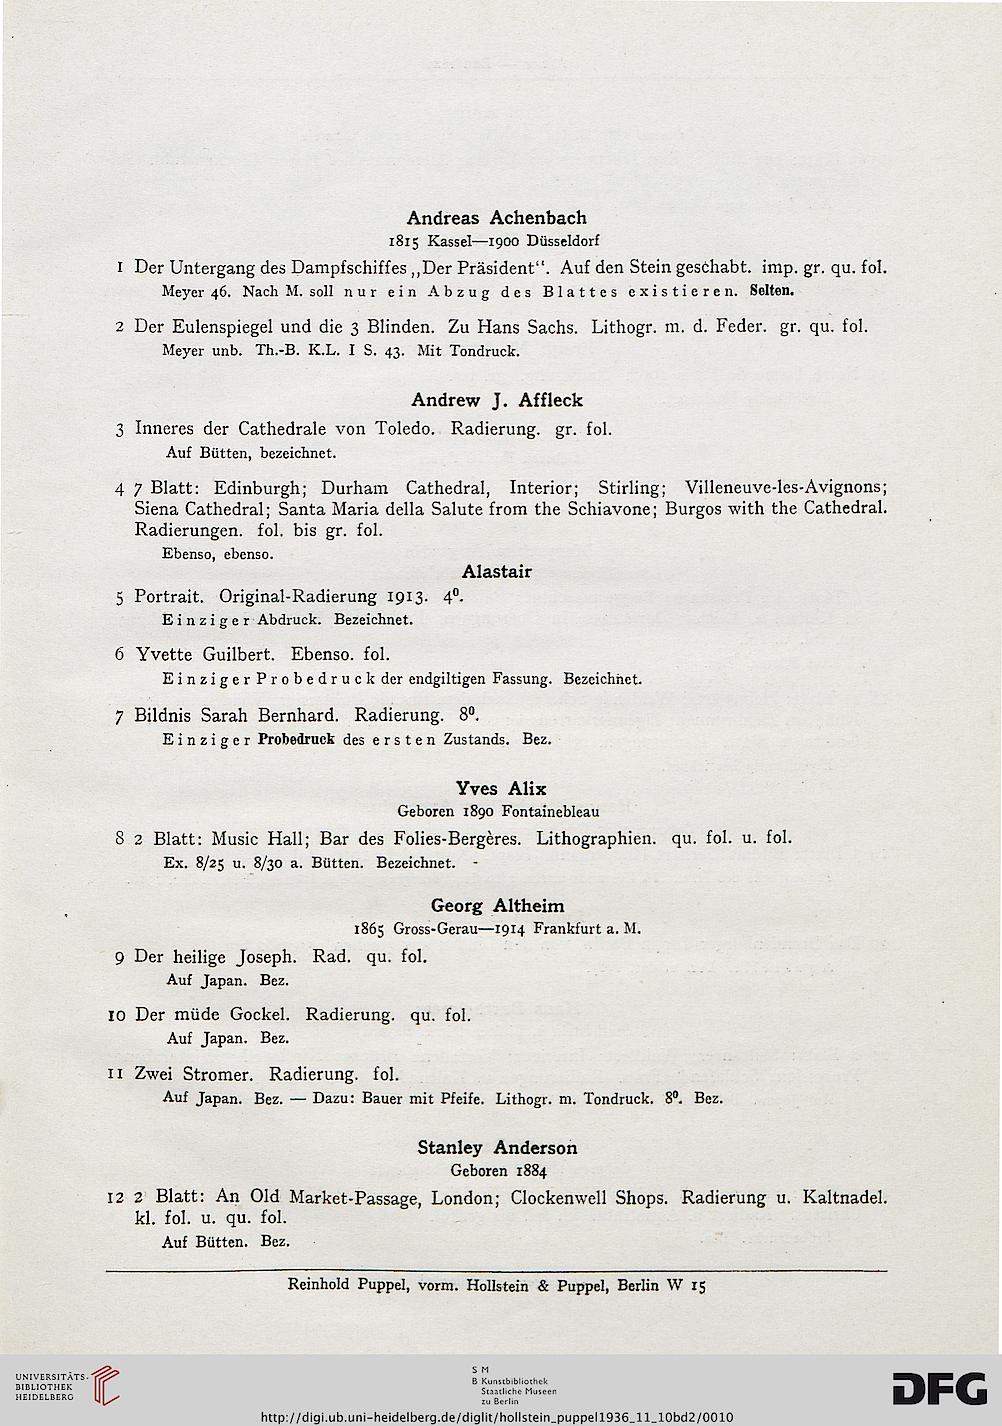 Andreas Achenbach
1815 Kassel—1900 Düsseldorf
1 Der Untergang des Dampfschiffes „Der Präsident“. Auf den Stein geschabt. imp. gr. qu. fol.
Meyer 46. Nach M. soll nur ein Abzug des Blattes existieren. Selten.
2 Der Eulenspiegel und die 3 Blinden. Zu Hans Sachs. Lithogr. m. d. Feder. gr. qu. fol.
Meyer unb. Th.-B. K.L. I S. 43. Mit Tondruck.
Andrew J. Affleck
3 Inneres der Cathedrale von Toledo. Radierung. gr. fol.
Auf Bütten, bezeichnet.
4 7 Blatt: Edinburgh; Durham Cathedral, Interior; Stirling; Villeneuve-les-Avignons;
Siena Cathedral; Santa Maria della Salute from the Schiavone; Burgos with the Cathedral.
Radierungen. fol. bis gr. fol.
Ebenso, ebenso.
Alastair
5 Portrait. Original-Radierung 1913. 4⁰.
Einziger Abdruck. Bezeichnet.
6 Yvette Guilbert. Ebenso. fol.
Einziger Probedruck der endgiltigen Fassung. Bezeichnet.
7 Bildnis Sarah Bernhard. Radierung. 8⁰.
Einziger Probedruck des ersten Zustands. Bez.
Yves Alix
Geboren 1890 Fontainebleau
8 2 Blatt: Music Hall; Bar des Folies-Bergères. Lithographien. qu. fol. u. fol.
Ex. 8/25 u. 8/30 a. Bütten. Bezeichnet.
Georg Altheim
1865 Gross-Gerau—1914 Frankfurt a. M.
9 Der heilige Joseph. Rad. qu. fol.
Auf Japan. Bez.
10 Der müde Gockel. Radierung. qu. fol.
Auf Japan. Bez.
11 Zwei Stromer. Radierung. fol.
Auf Japan. Bez. — Dazu: Bauer mit Pfeife. Lithogr. m. Tondruck. 8⁰. Bez.
Stanley Anderson
Geboren 1884
12 2 Blatt: An Old Market-Passage, London; Clockenwell Shops. Radierung u. Kaltnadel.
kl. fol. u. qu. fol.
Auf Bütten. Bez.
Reinhold Puppel, vorm. Hollstein & Puppel, Berlin W 15
UNIVERSITÄTS-
BIBLIOTHEK
HEIDELBERG
S M
B Kunstbibliothek
Staatliche Museen
zu Berlin
DFG
http://digi.ub.uni-heidelberg.de/diglit/hollstein_puppel1936_11_10bd2/0010